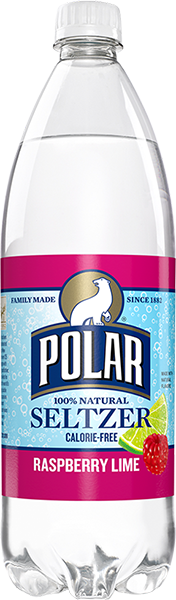 FAMILY MADE SINCE 1882
POLAR
100% NATURAL
SELTZER
CALORIE-FREE
RASPBERRY LIME